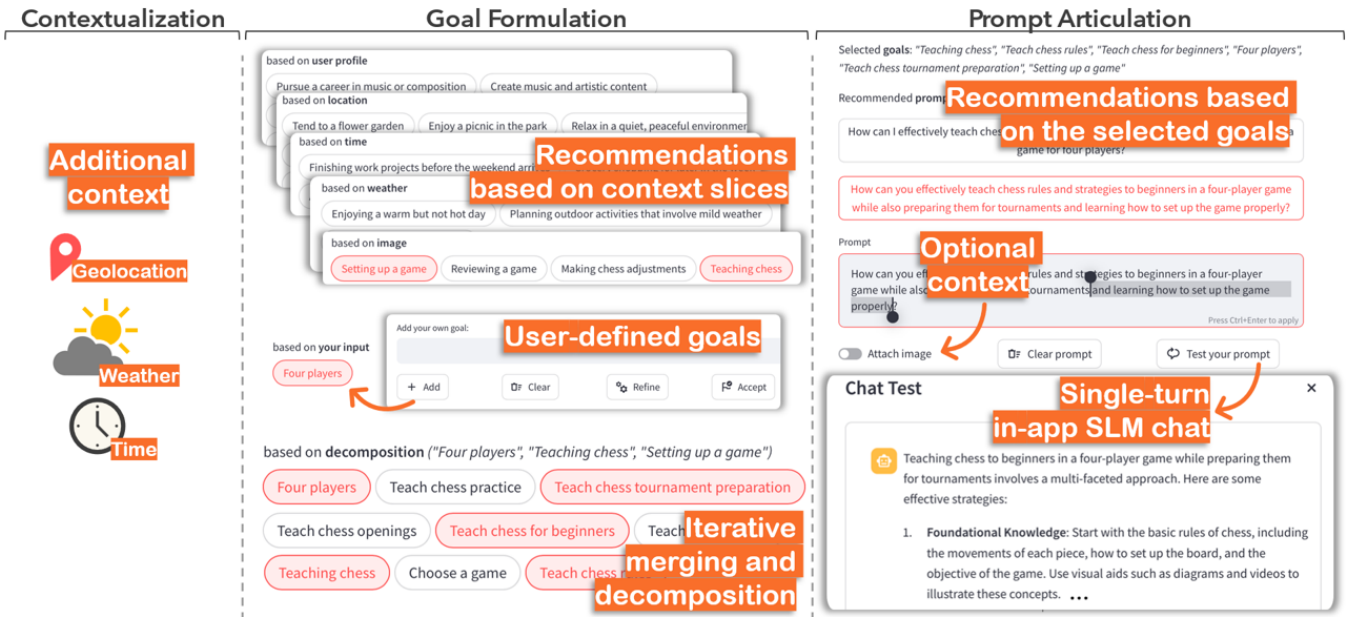 Contextualization
Goal Formulation
Prompt Articulation
Additional
context
Geolocation
Weather
Time
based on user profile
Pursue a career in music or composition
Create music and artistic content
based on location
Tend to a flower garden
Enjoy a picnic in the park
Relax in a quiet, peaceful environmer
based on time
Finishing work projects before the weekend
Recommendations
based on context slices
based on weather
Enjoying a warm but not hot day
Planning outdoor activities that involve mild weather
based on image
Setting up a game
Reviewing a game
Making chess adjustments
Teaching chess
based on your input
Four players
Add your own goal:
User-defined goals
+ Add
Clear
Refine
Accept
based on decomposition ("Four players", "Teaching chess", "Setting up a game")
Four players
Teach chess practice
Teach chess tournament preparation
Teach chess openings
Teach chess for beginners
Teach
Teaching chess
Choose a game
Teach chess
Iterative
merging and
decomposition
Selected goals: "Teaching chess", "Teach chess rules", "Teach chess for beginners", "Four players",
"Teach chess tournament preparation", "Setting up a game"
Recommended
Recommendations based
on the selected goals
How can I effectively teach
game for four players?
How can you effectively teach chess rules and strategies to beginners in a four-player game
while also preparing them for tournaments and learning how to set up the game properly?
Prompt
Optional
context
How can you rules and strategies to beginners in a four-player
game while tournaments and learning how to set up the game
properly?
Press Ctrl+Enter to apply
Attach image
Clear prompt
Test your prompt
Chat Test
×
Single-turn
in-app SLM chat
Teaching chess to beginners in a four-player game while preparing them
for tournaments involves a multi-faceted approach. Here are some
effective strategies:
1. Foundational Knowledge: Start with the basic rules of chess, including
the movements of each piece, how to set up the board, and the
objective of the game. Use visual aids such as diagrams and videos to
illustrate these concepts. ...